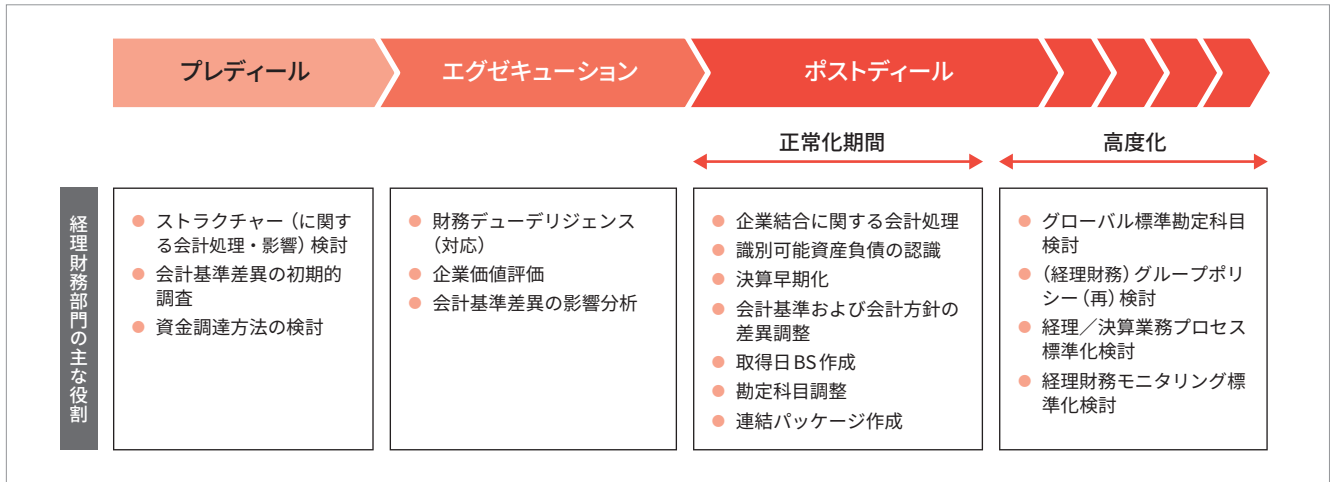 プレディール
エグゼキューション
ポストディール
正常化期間
高度化
経理財務部門の主な役割
● ストラクチャー（に関す
る会計処理・影響）検討
● 会計基準差異の初期的
調査
● 資金調達方法の検討
● 財務デューデリジェンス
（対応）
● 企業価値評価
● 会計基準差異の影響分析
● 企業結合に関する会計処理
● 識別可能資産負債の認識
● 決算早期化
● 会計基準および会計方針の
差異調整
● 取得日BS作成
● 勘定科目調整
● 連結パッケージ作成
● グローバル標準勘定科目
検討
● （経理財務）グループポリ
シー（再）検討
● 経理／決算業務プロセス
標準化検討
● 経理財務モニタリング標
準化検討